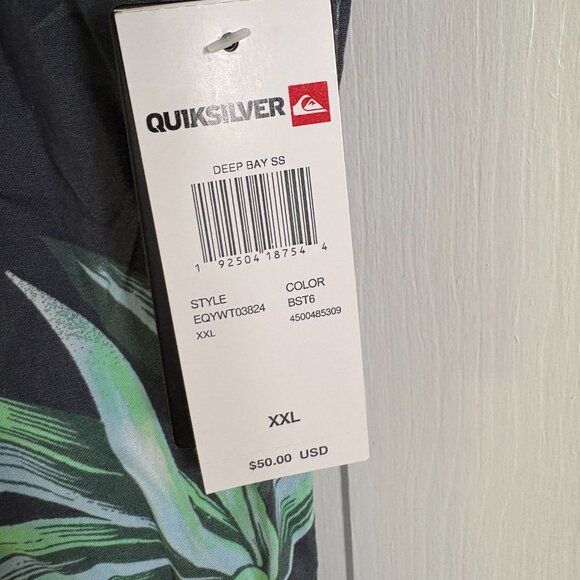 QUIKSILVER
DEEP BAY SS
1 92504 18754 4
STYLE COLOR
EQYWT03824 BST6
XXL 4500485309
XXL
$50.00 USD